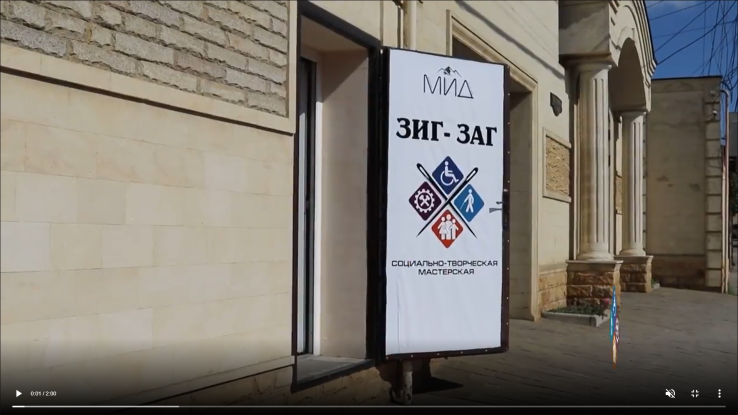 МИД
ЗИГ- ЗАГ
СОЦИАЛЬНО-ТВОРЧЕСКАЯ
МАСТЕРСКАЯ
0:01 / 2:00